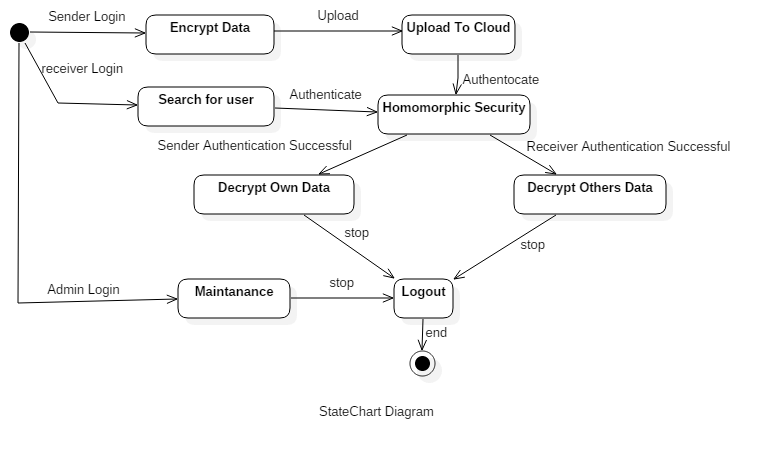 Sender Login
Encrypt Data
Upload
Upload To Cloud
receiver Login
Authentocate
Search for user
Authenticate
Homomorphic Security
Sender Authentication Successful
Receiver Authentication Successful
Decrypt Own Data
Decrypt Others Data
stop
stop
Admin Login
Maintanance
stop
Logout
end
StateChart Diagram